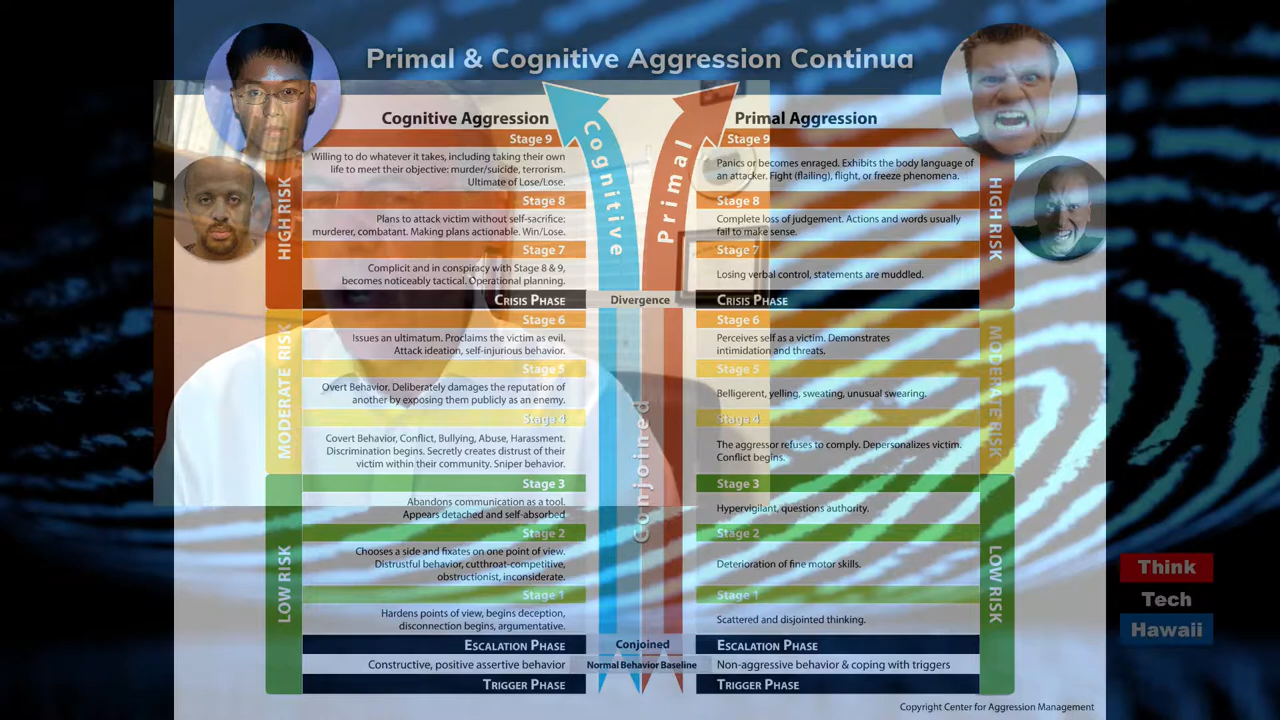 Primal & Cognitive Aggression Continua
Cognitive Aggression
Stage 9
Willing to do whatever it takes, including taking their own
life to meet their objective: murder/suicide, terrorism.
Ultimate of Lose/Lose.
Stage 8
Plans to attack victim without self-sacrifice:
murderer, combatant. Making plans actionable. Win/Lose.
Stage 7
Complicit and in conspiracy with Stage 8 & 9,
becomes noticeably tactical. Operational planning.
CRISIS PHASE
Stage 6
Issues an ultimatum. Proclaims the victim as evil.
Attack ideation, self-injurious behavior.
Stage 5
Overt Behavior. Deliberately damages the reputation of
another by exposing them publicly as an enemy.
Stage 4
Covert Behavior, Conflict, Bullying, Abuse, Harassment.
Discrimination begins. Secretly creates distrust of their
victim within their community. Sniper behavior.
Stage 3
Abandons communication as a tool.
Appears detached and self-absorbed
Stage 2
Chooses a side and fixates on one point of view.
Distrustful behavior, cutthroat-competitive,
obstructionist, inconsiderate.
Stage 1
Hardens points of view, begins deception,
disconnection begins, argumentative.
ESCALATION PHASE
Constructive, positive assertive behavior
TRIGGER PHASE
HIGH RISK
MODERATE RISK
LOW RISK
Cognitive
Primal
Divergence
Conjoined
Conjoined
Normal Behavior Baseline
Primal Aggression
Stage 9
Panics or becomes enraged. Exhibits the body language of
an attacker. Fight (flailing), flight, or freeze phenomena.
Stage 8
Complete loss of judgement. Actions and words usually
fail to make sense.
Stage 7
Losing verbal control, statements are muddled.
CRISIS PHASE
Stage 6
Perceives self as a victim. Demonstrates
intimidation and threats.
Stage 5
Belligerent, yelling, sweating, unusual swearing.
Stage 4
The aggressor refuses to comply. Depersonalizes victim.
Conflict begins.
Stage 3
Hypervigilant, questions authority.
Stage 2
Deterioration of fine motor skills.
Stage 1
Scattered and disjointed thinking.
ESCALATION PHASE
Non-aggressive behavior & coping with triggers
TRIGGER PHASE
HIGH RISK
MODERATE RISK
LOW RISK
Copyright Center for Aggression Management
Think
Tech
Hawaii